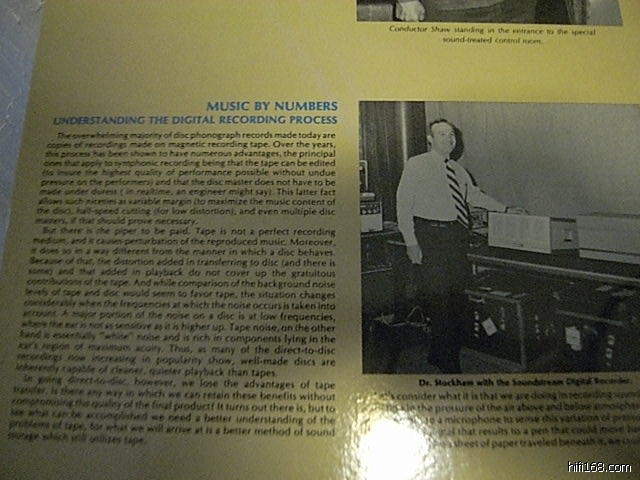 Conductor Shaw standing in the entrance to the special
sound-treated control room.
MUSIC BY NUMBERS
UNDERSTANDING THE DIGITAL RECORDING PROCESS
The overwhelming majority of disc phonograph records made today are
copies of recordings made on magnetic recording tape. Over the years,
this process has been shown to have numerous advantages, the principal
ones that apply to symphonic recording being that the tape can be edited
(to insure the highest quality of performance possible without undue
pressure on the performers) and that the disc master does not have to be
made under duress ( in realtime, an engineer might say). This latter fact
allows such niceties as variable margin (to maximize the music content of
the disc), half-speed cutting (for low distortion), and even multiple disc
masters, if that should prove necessary.
But there is the piper to be paid. Tape is not a perfect recording
medium, and it causes perturbation of the reproduced music. Moreover,
it does so in a way different from the manner in which a disc behaves.
Because of that, the distortion added in transferring to disc (and there is
some) and that added in playback do not cover up the gratuitous
contributions of the tape. And while comparison of the background noise
levels of tape and disc would seem to favor tape, the situation changes
considerably when the frequencies at which the noise occurs is taken into
account. A major portion of the noise on a disc is at low frequencies,
where the ear is not as sensitive as it is higher up. Tape noise, on the other
hand is essentially "white" noise and is rich in components lying in the
ear's region of maximum acuity. Thus, as many of the direct-to-disc
recordings now increasing in popularity show, well-made discs are
inherently capable of cleaner, quieter playback than tapes.
In going direct-to-disc, however, we lose the advantages of tape
transfer. Is there any way in which we can retain these benefits without
compromising the quality of the final product? It turns out there is, but to
see what can be accomplished we need a better understanding of the
problems of tape, for what we will arrive at is a better method of sound
storage which still utilizes tape.
Dr. Stockham with the Soundstream Digital Recorder
consider what it is that we are doing in recording
in the pressure of the air above and below atmosph
to a microphone to sense this variation of
that results to a pen that could move
sheet of paper traveled beneath it, we
hifi168.com